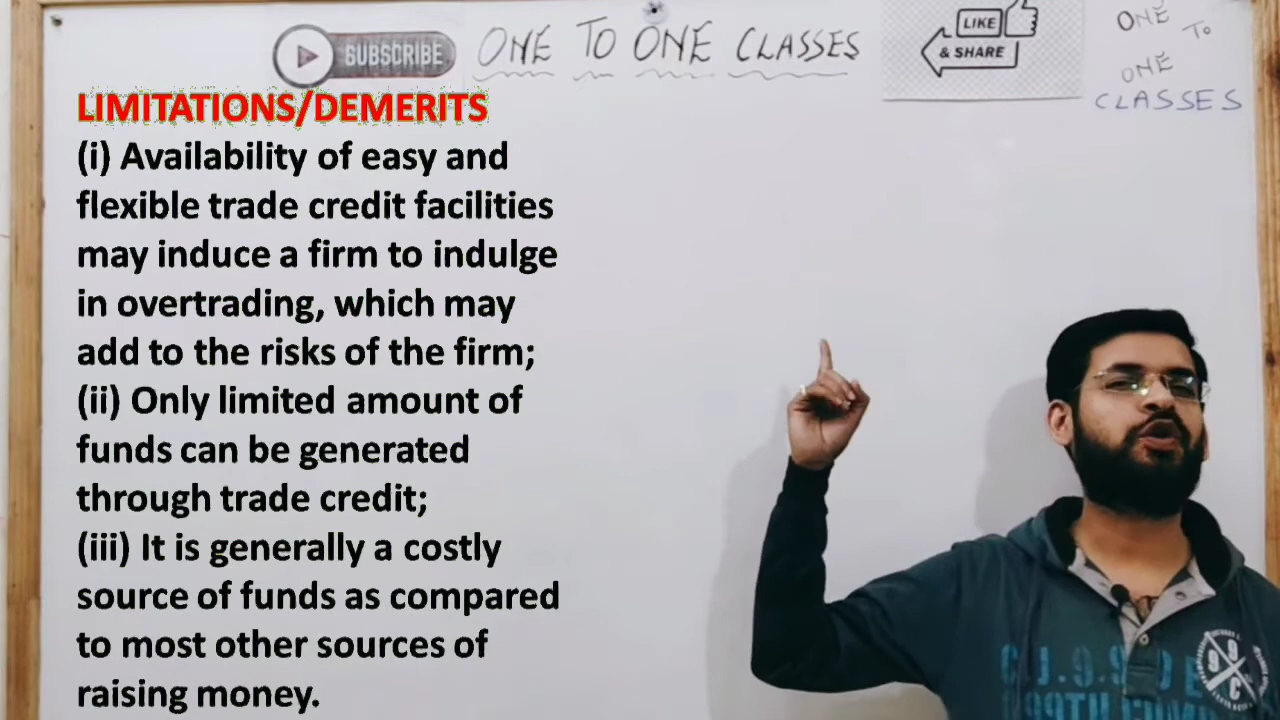 SUBSCRIBE
ONE TO ONE CLASSES
LIKE
& SHARE
ONE
TO
ONE
CLASSES
LIMITATIONS/DEMERITS
(i) Availability of easy and
flexible trade credit facilities
may induce a firm to indulge
in overtrading, which may
add to the risks of the firm;
(ii) Only limited amount of
funds can be generated
through trade credit;
(iii) It is generally a costly
source of funds as compared
to most other sources of
raising money.